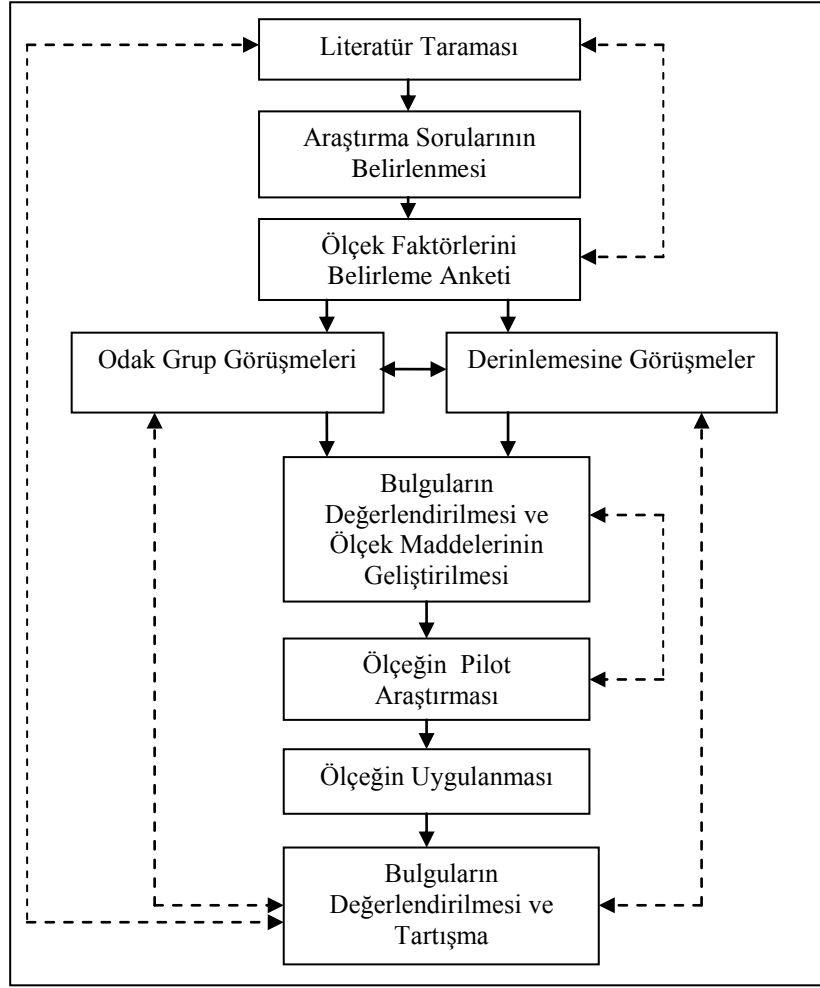 Literatür Taraması
Araştırma Sorularının
Belirlenmesi
Ölçek Faktörlerini
Belirleme Anketi
Odak Grup Görüşmeleri
Derinlemesine Görüşmeler
Bulguların
Değerlendirilmesi ve
Ölçek Maddelerinin
Geliştirilmesi
Ölçeğin Pilot
Araştırması
Ölçeğin Uygulanması
Bulguların
Değerlendirilmesi ve
Tartışma